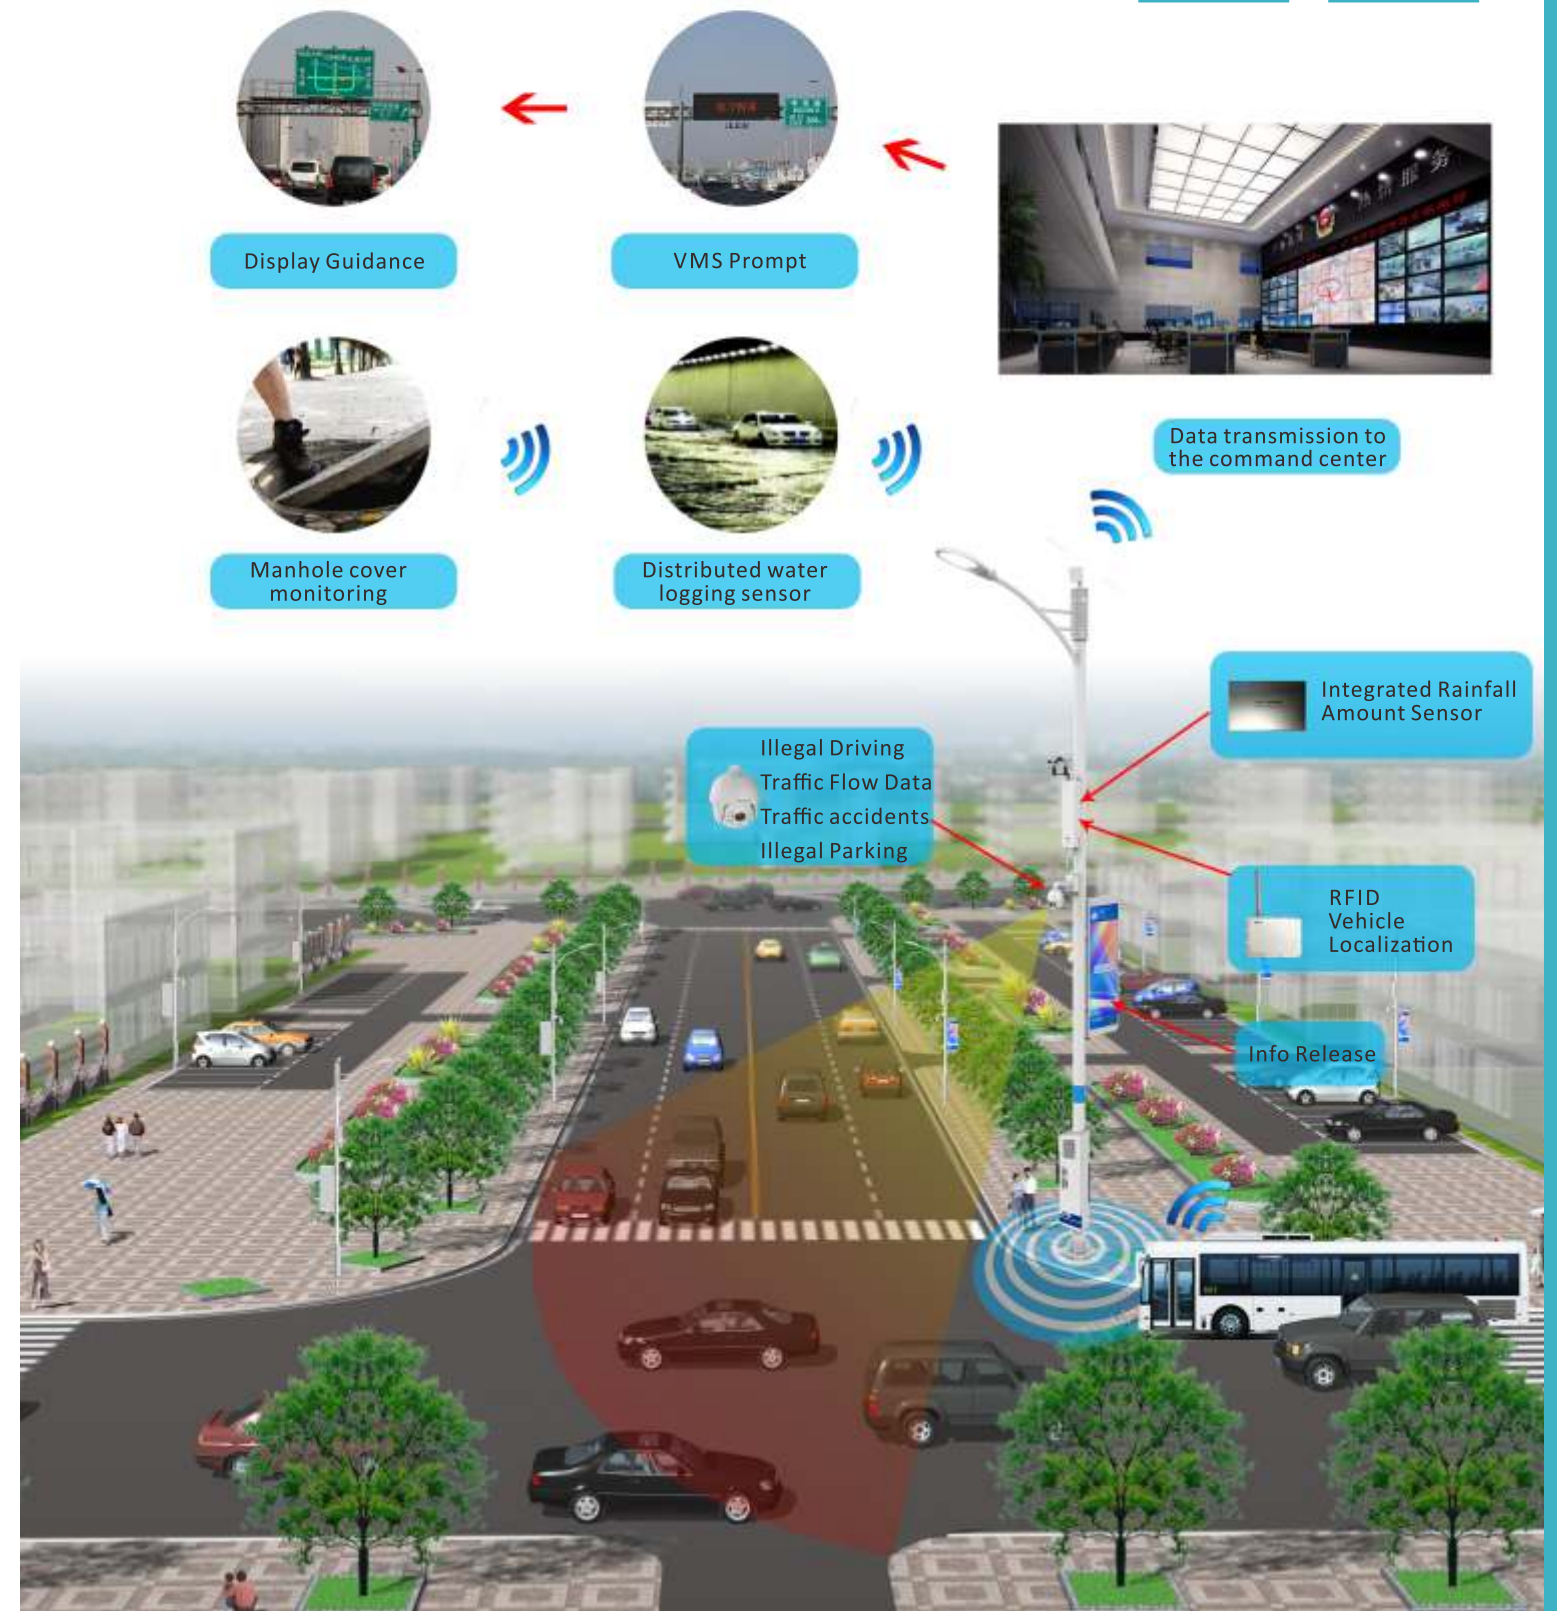 Display Guidance
VMS Prompt
Data transmission to
the command center
Manhole cover
monitoring
Distributed water
logging sensor
Integrated Rainfall
Amount Sensor
Illegal Driving
Traffic Flow Data
Traffic accidents
Illegal Parking
RFID
Vehicle
Localization
Info Release